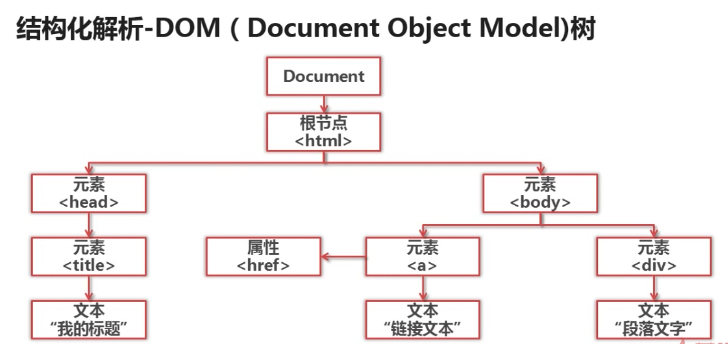 结构化解析-DOM ( Document Object Model)树
Document
根节点
<html>
元素
<head>
元素
<body>
元素
<title>
属性
<href>
元素
<a>
元素
<div>
文本
“我的标题”
文本
“链接文本”
文本
“段落文字”